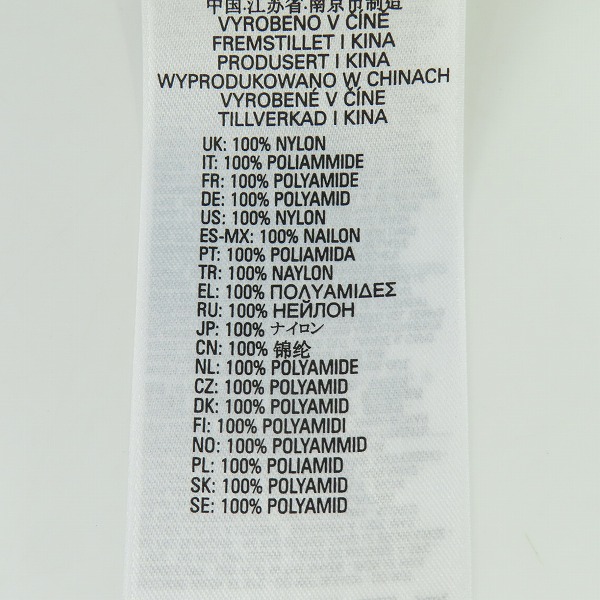 中国.江苏省.南京市制造
VYROBENO V ČÍNĚ
FREMSTILLET I KINA
PRODUSERT I KINA
WYPRODUKOWANO W CHINACH
VYROBENÉ V ČÍNE
TILLVERKAD I KINA
UK: 100% NYLON
IT: 100% POLIAMMIDE
FR: 100% POLYAMIDE
DE: 100% POLYAMID
US: 100% NYLON
ES-MX: 100% NAILON
PT: 100% POLIAMIDA
TR: 100% NAYLON
EL: 100% ΠΟΛΥΑΜΙΔΕΣ
RU: 100% НЕЙЛОН
JP: 100% ナイロン
CN: 100% 锦纶
NL: 100% POLYAMIDE
CZ: 100% POLYAMID
DK: 100% POLYAMID
FI: 100% POLYAMIDI
NO: 100% POLYAMMID
PL: 100% POLIAMID
SK: 100% POLYAMID
SE: 100% POLYAMID